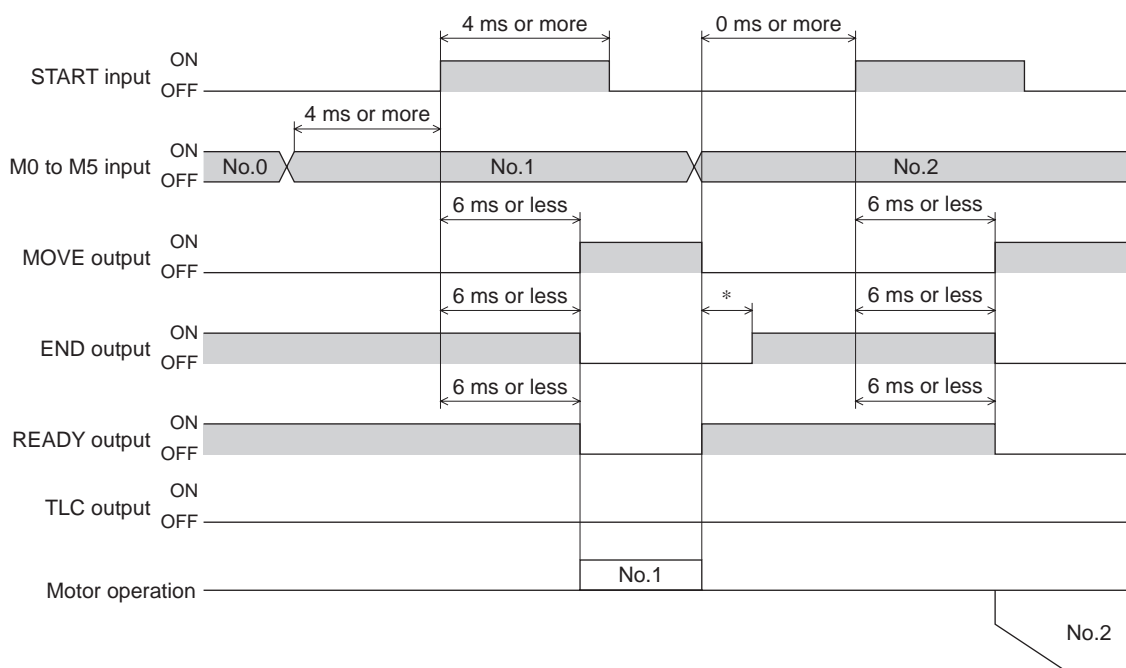 4 ms or more
0 ms or more
START input
ON
OFF
4 ms or more
M0 to M5 input
ON
OFF
No.0
No.1
No.2
6 ms or less
6 ms or less
MOVE output
ON
OFF
6 ms or less
*
6 ms or less
END output
ON
OFF
6 ms or less
6 ms or less
READY output
ON
OFF
TLC output
ON
OFF
Motor operation
No.1
No.2